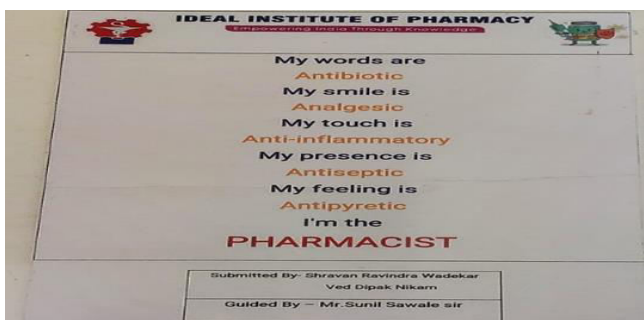 IDEAL INSTITUTE OF PHARMACY
Empowering India Through Knowledge
My words are
Antibiotic
My smile is
Analgesic
My touch is
Anti-inflammatory
My presence is
Antiseptic
My feeling is
Antipyretic
I'm the
PHARMACIST
Submitted By- Shravan Ravindra Wadekar
Ved Dipak Nikam
Guided By – Mr.Sunil Sawale sir